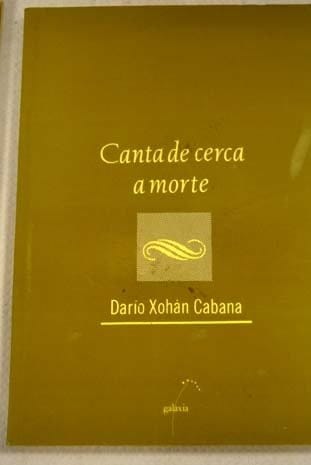 Canta de cerca
a morte
Darío Xohán Cabana
galaxia